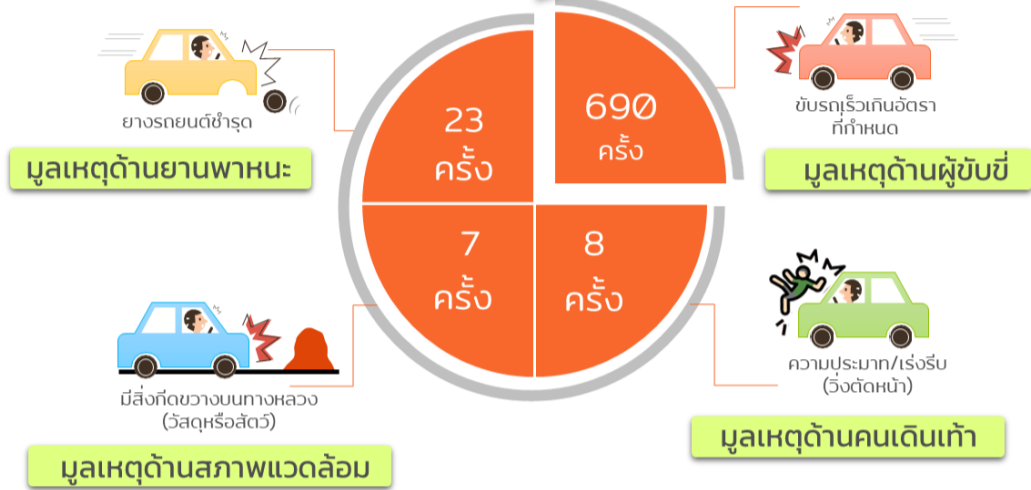 ยางรถยนต์ชำรุด
มูลเหตุด้านยานพาหนะ
23
ครั้ง
690
ครั้ง
ขับรถเร็วเกินอัตรา
ที่กำหนด
มูลเหตุด้านผู้ขับขี่
7
ครั้ง
8
ครั้ง
มีสิ่งกีดขวางบนทางหลวง
(วัสดุหรือสัตว์)
มูลเหตุด้านสภาพแวดล้อม
ความประมาท/เร่งรีบ
(วิ่งตัดหน้า)
มูลเหตุด้านคนเดินเท้า